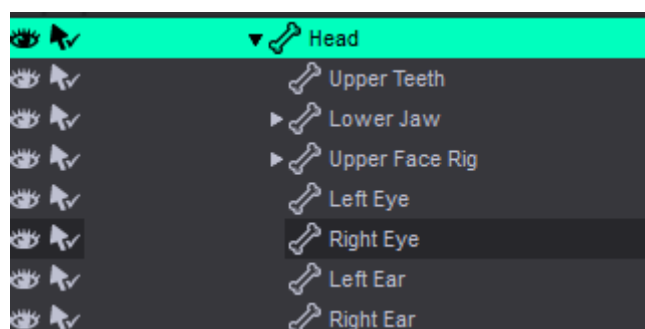 Head
Upper Teeth
Lower Jaw
Upper Face Rig
Left Eye
Right Eye
Left Ear
Right Ear